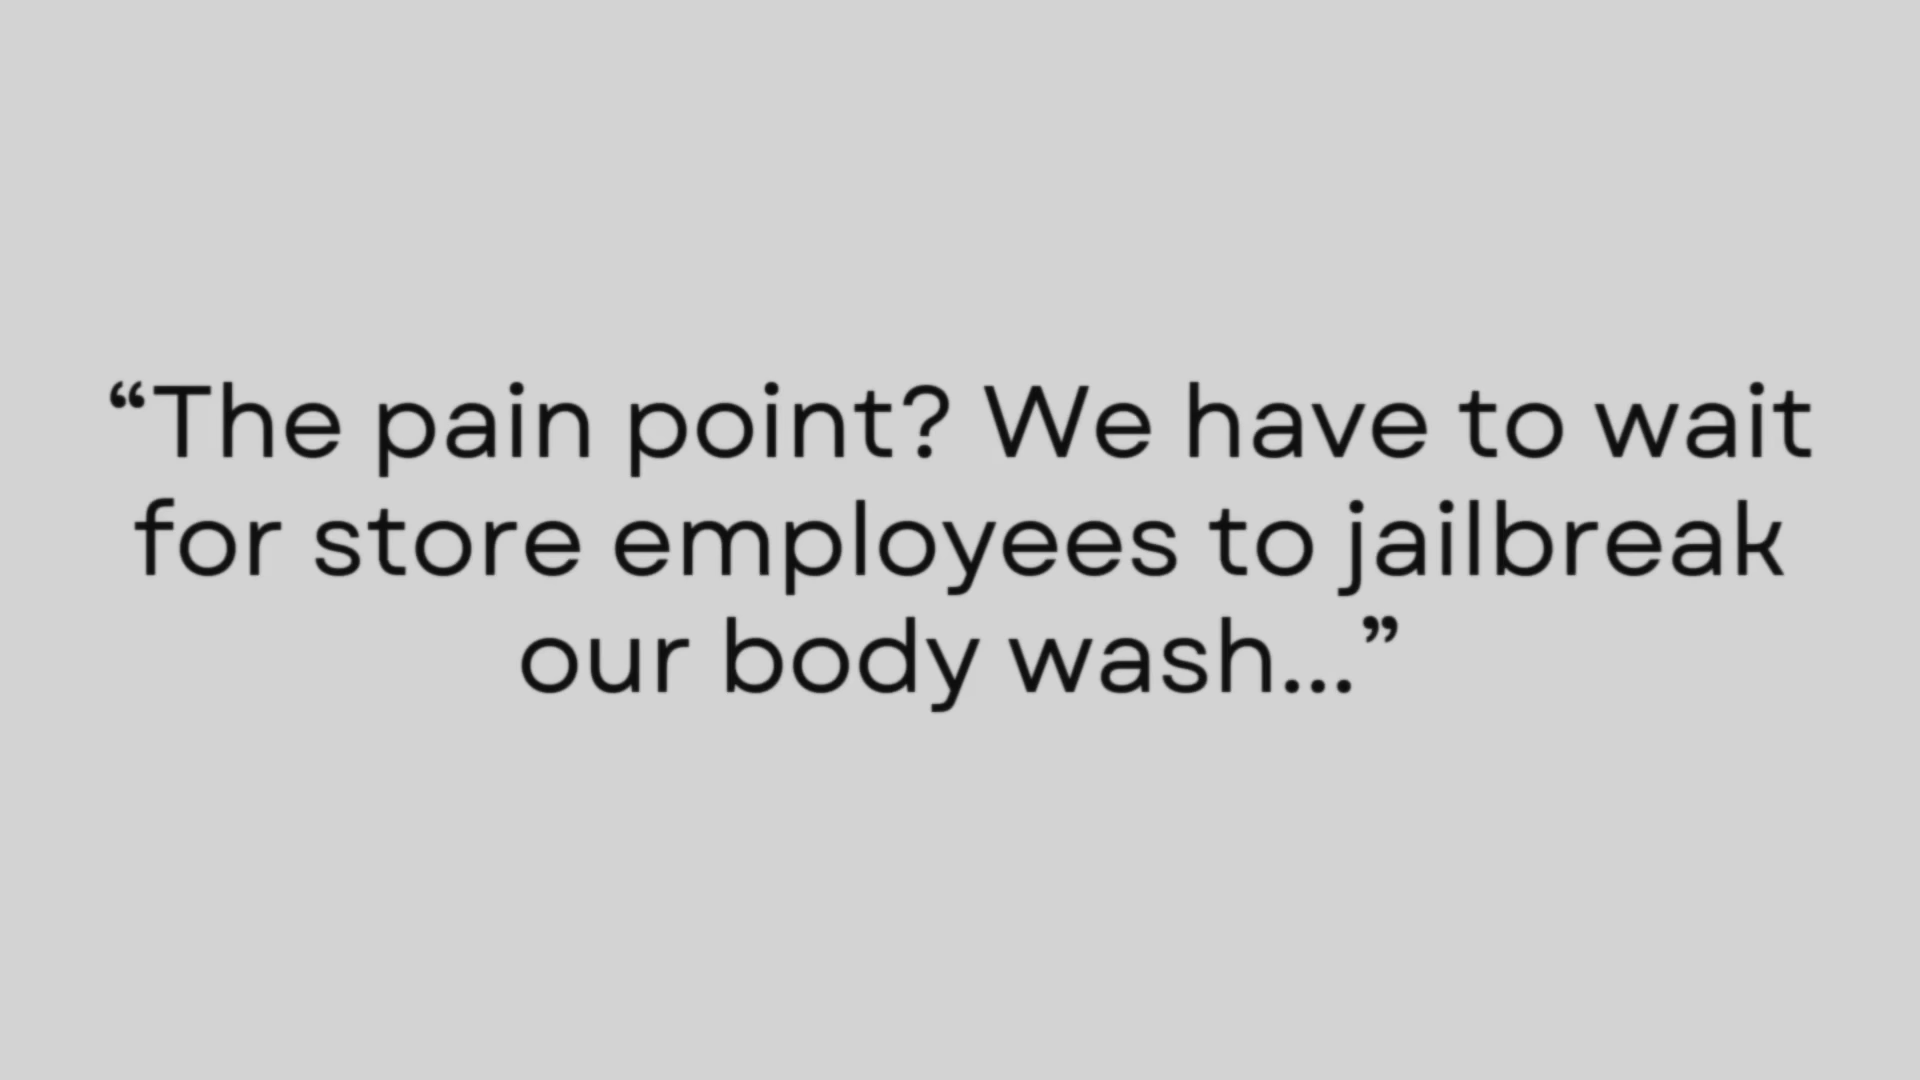 “The pain point? We have to wait
for store employees to jailbreak
our body wash...”